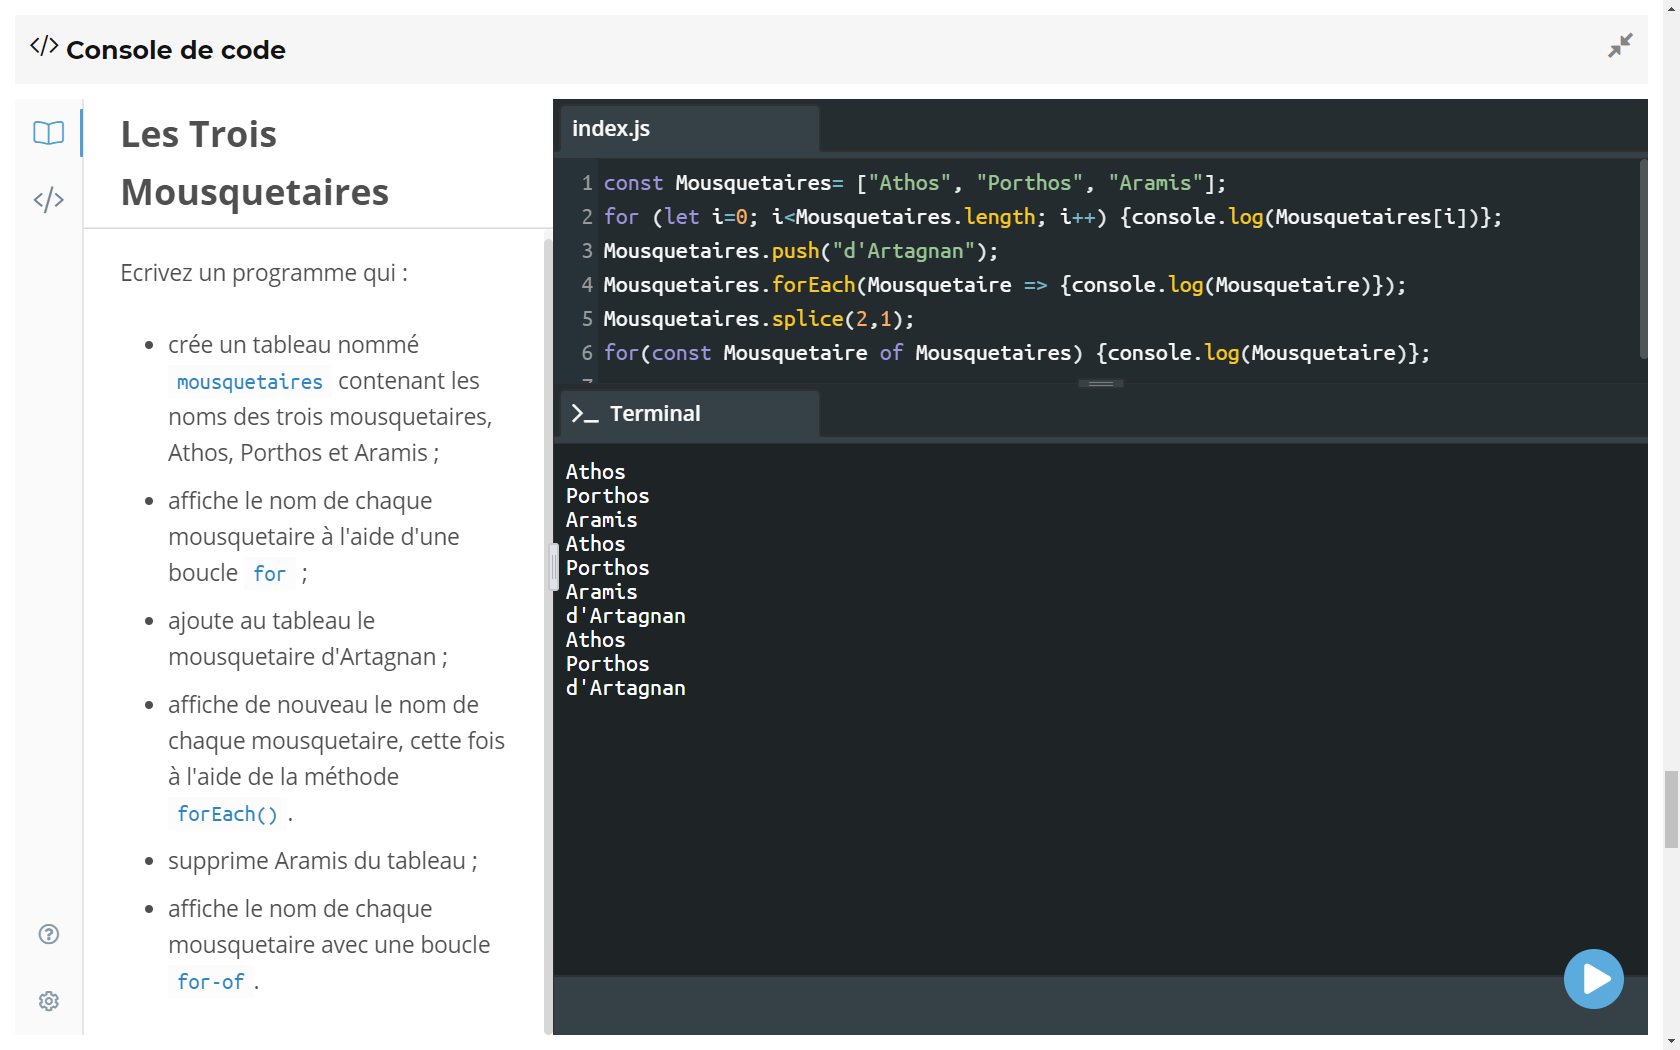 </> Console de code
Les Trois
Mousquetaires
Ecrivez un programme qui :
• crée un tableau nommé
mousquetaires contenant les
noms des trois mousquetaires,
Athos, Porthos et Aramis ;
• affiche le nom de chaque
mousquetaire à l'aide d'une
boucle for ;
• ajoute au tableau le
mousquetaire d'Artagnan ;
• affiche de nouveau le nom de
chaque mousquetaire, cette fois
à l'aide de la méthode
forEach() .
• supprime Aramis du tableau ;
• affiche le nom de chaque
mousquetaire avec une boucle
for-of .
index.js
1 const Mousquetaires= ["Athos", "Porthos", "Aramis"];
2 for (let i=0; i<Mousquetaires.length; i++) {console.log(Mousquetaires[i])};
3 Mousquetaires.push("d'Artagnan");
4 Mousquetaires.forEach(Mousquetaire => {console.log(Mousquetaire)});
5 Mousquetaires.splice(2,1);
6 for(const Mousquetaire of Mousquetaires) {console.log(Mousquetaire)};
>_ Terminal
Athos
Porthos
Aramis
Athos
Porthos
Aramis
d'Artagnan
Athos
Porthos
d'Artagnan